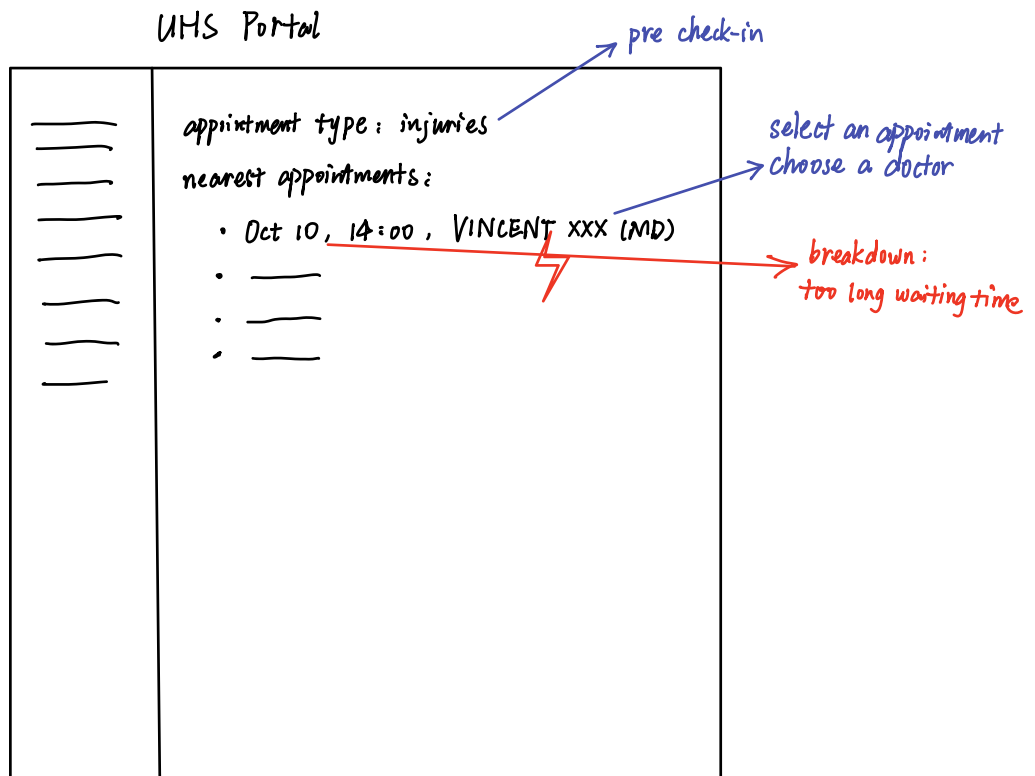 UHS Portal
pre check-in
appointment type: injuries
select an appointment
choose a doctor
nearest appointments:
• Oct 10, 14:00, VINCENT XXX (MD)
breakdown:
too long waiting time